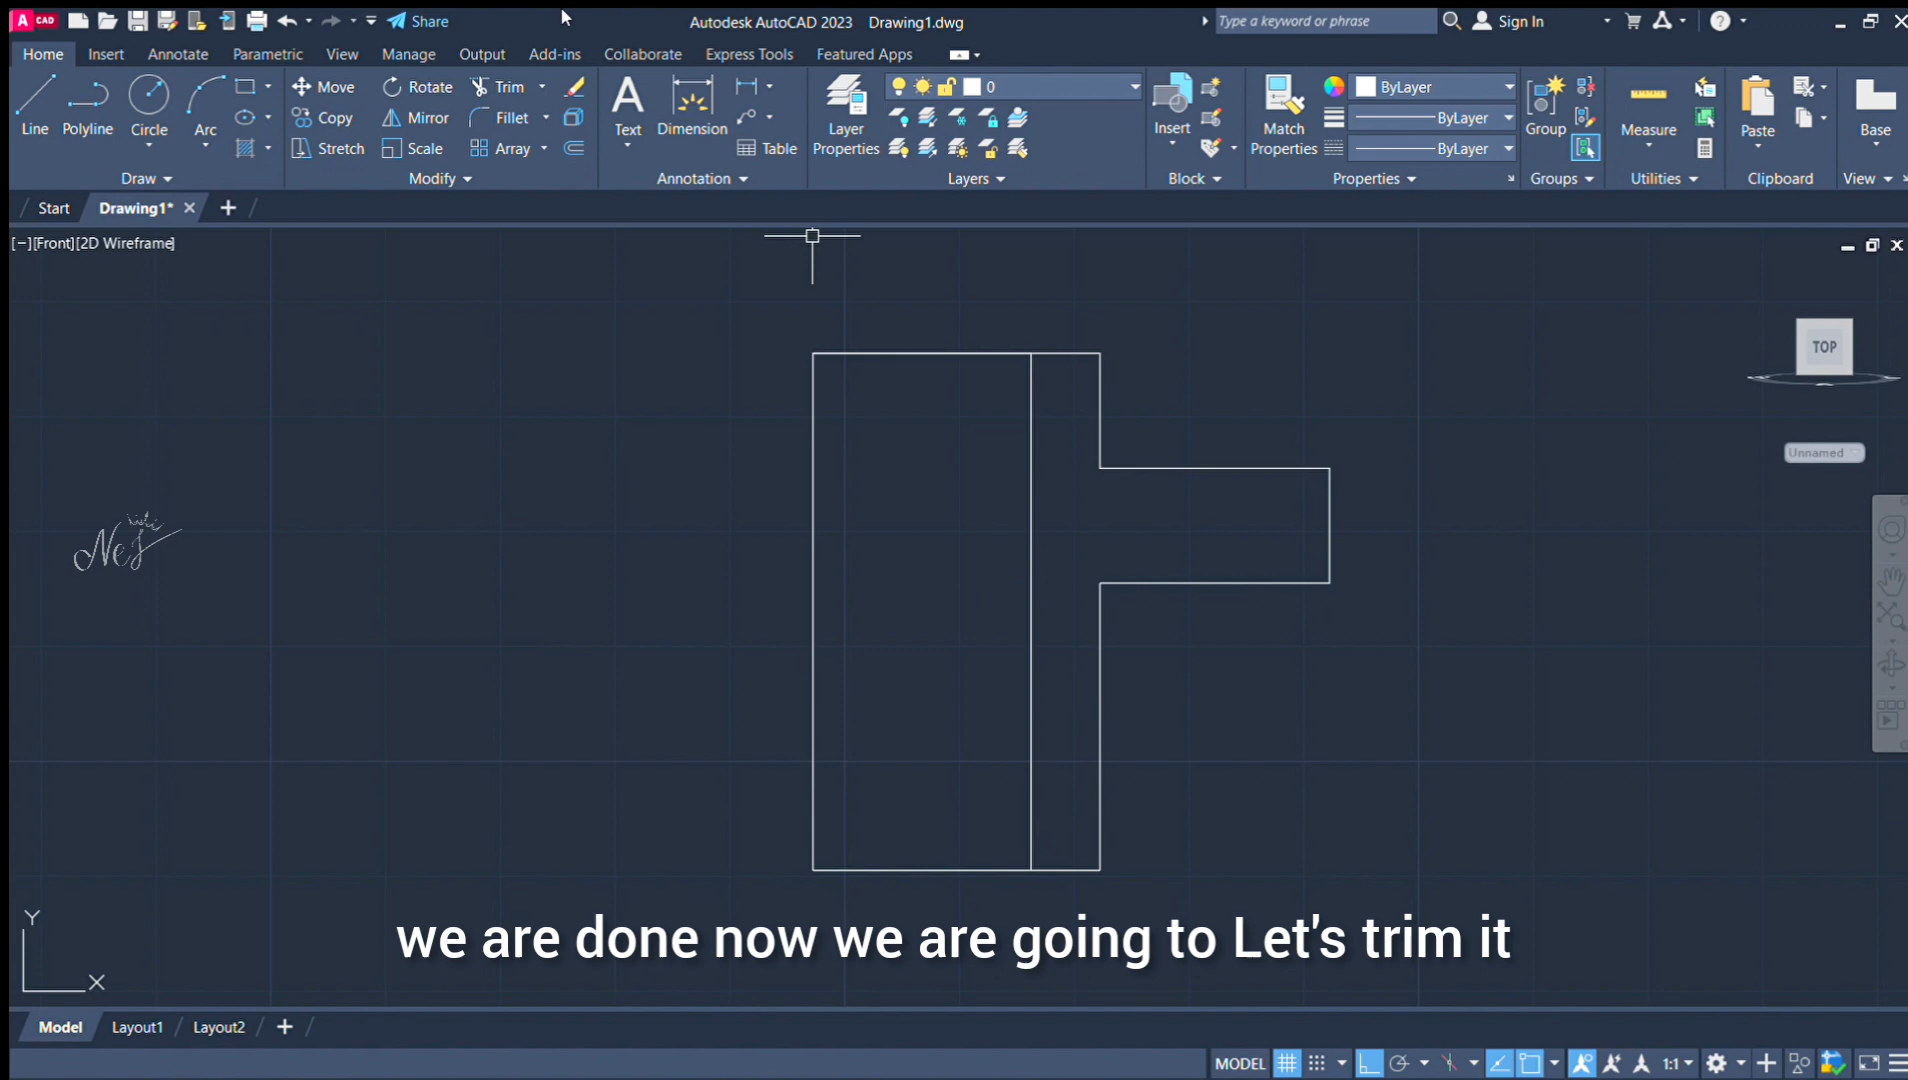 A CAD Share Autodesk AutoCAD 2023 Drawing1.dwg Type a keyword or phrase Sign In ?
Home Insert Annotate Parametric View Manage Output Add-ins Collaborate Express Tools Featured Apps
Line Polyline Circle Arc
Draw
Move Rotate Trim
Copy Mirror Fillet
Stretch Scale Array
Modify
A Text Dimension Table
Annotation
Layer Properties
0
Layers
Insert
Block
Match Properties
ByLayer
ByLayer
ByLayer
Properties
Group
Groups
Measure
Utilities
Paste
Clipboard
Base
View
Start Drawing1* +
[−][Front][2D Wireframe]
TOP
Unnamed
Nes
Y
X
we are done now we are going to Let's trim it
Model Layout1 Layout2 +
MODEL 1:1